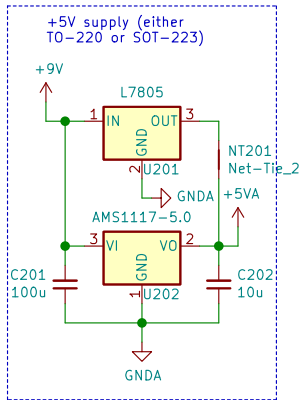 +5V supply (either
TO-220 or SOT-223)
+9V
L7805
1 IN OUT 3
GND
2 U201
GNDA
NT201
Net-Tie_2
+5VA
AMS1117-5.0
3 VI VO 2
GND
1 U202
C201
100u
C202
10u
GNDA